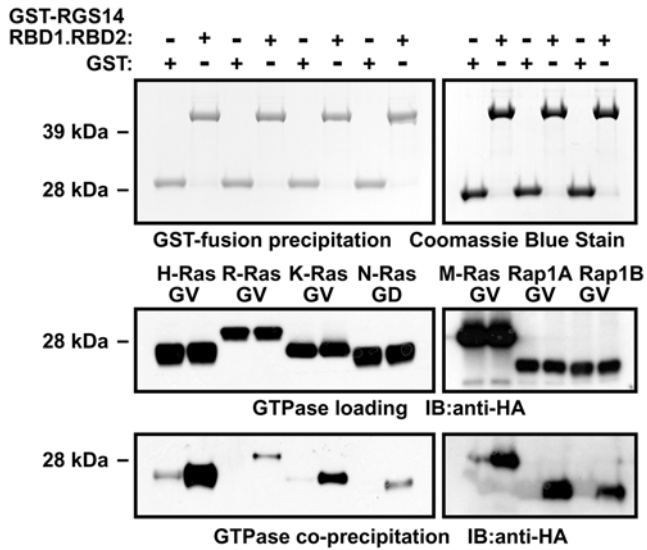 GST-RGS14
RBD1.RBD2: - + - + - + - + - + - + - +
GST: + - + - + - + - + - + - + -
39 kDa –
28 kDa –
GST-fusion precipitation Coomassie Blue Stain
H-Ras R-Ras K-Ras N-Ras M-Ras Rap1A Rap1B
GV GV GV GD GV GV GV
28 kDa –
GTPase loading IB:anti-HA
28 kDa –
GTPase co-precipitation IB:anti-HA